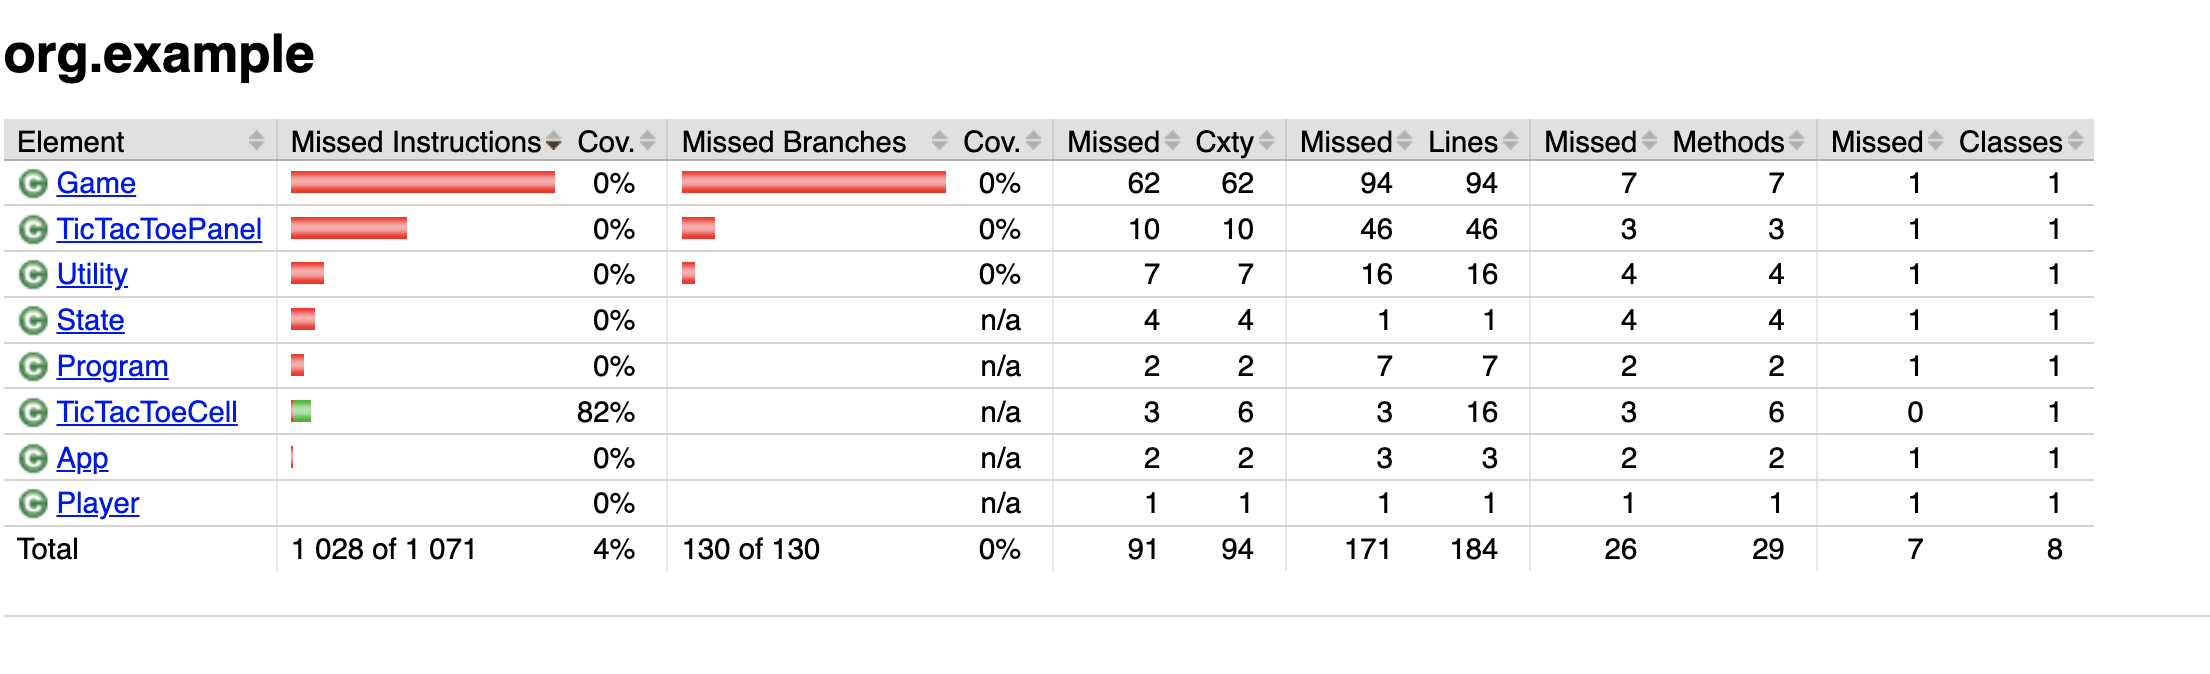 org.example
Element Missed Instructions Cov. Missed Branches Cov. Missed Cxty Missed Lines Missed Methods Missed Classes
Game 0% 0% 62 62 94 94 7 7 1 1
TicTacToePanel 0% 0% 10 10 46 46 3 3 1 1
Utility 0% 0% 7 7 16 16 4 4 1 1
State 0% n/a 4 4 1 1 4 4 1 1
Program 0% n/a 2 2 7 7 2 2 1 1
TicTacToeCell 82% n/a 3 6 3 16 3 6 0 1
App 0% n/a 2 2 3 3 2 2 1 1
Player 0% n/a 1 1 1 1 1 1 1 1
Total 1 028 of 1 071 4% 130 of 130 0% 91 94 171 184 26 29 7 8